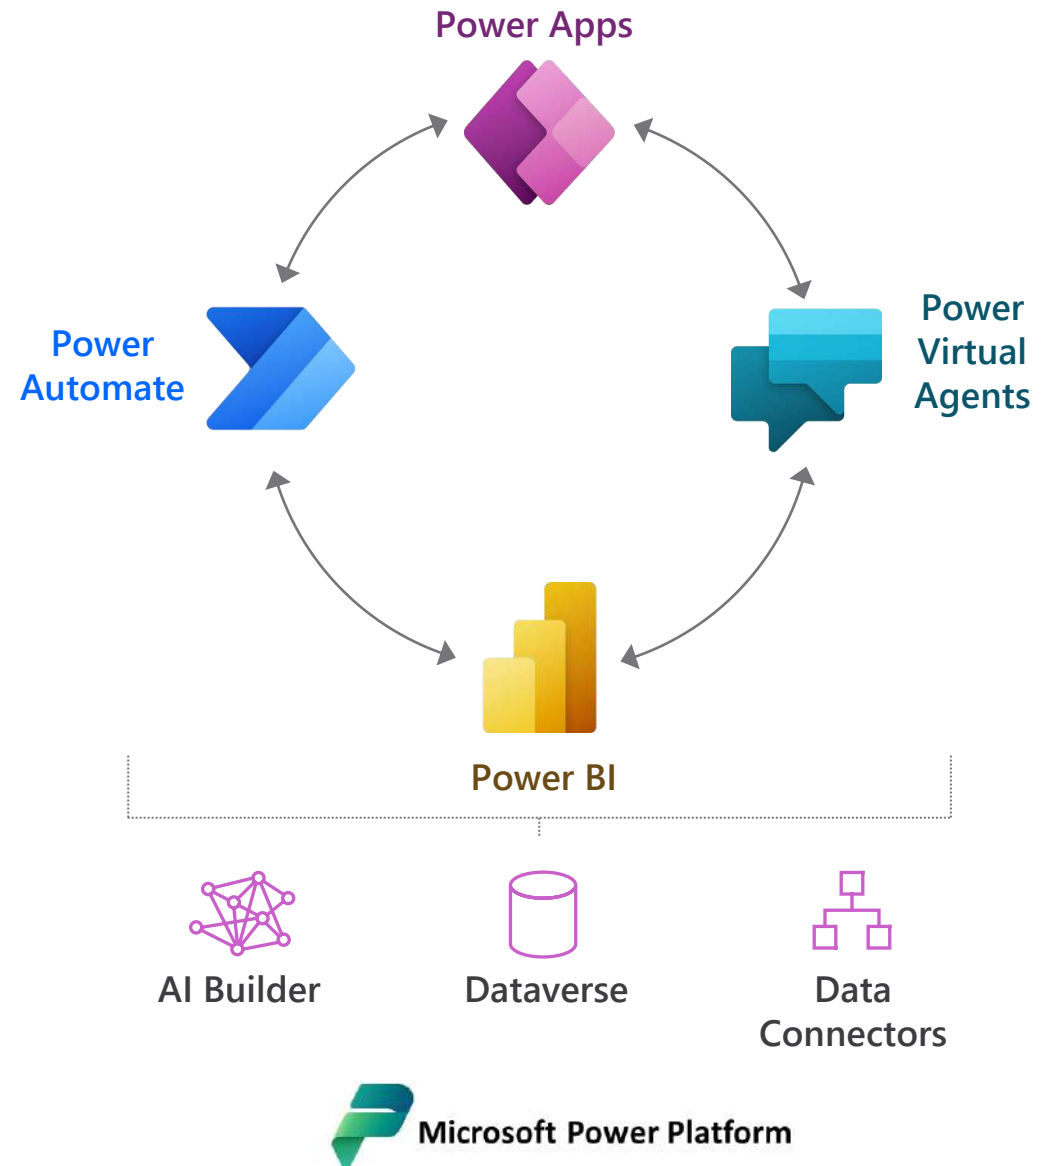 Power Apps
Power
Automate
Power
Virtual
Agents
Power BI
AI Builder
Dataverse
Data
Connectors
Microsoft Power Platform